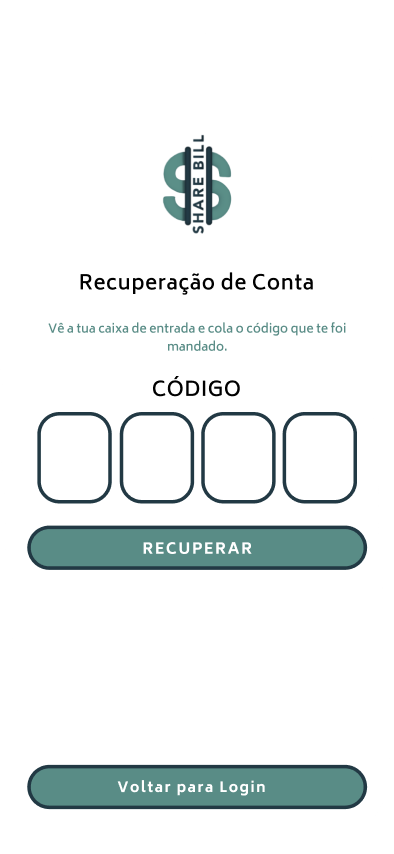 SHARE BILL
Recuperação de Conta
Vê a tua caixa de entrada e cola o código que te foi
mandado.
CÓDIGO
RECUPERAR
Voltar para Login